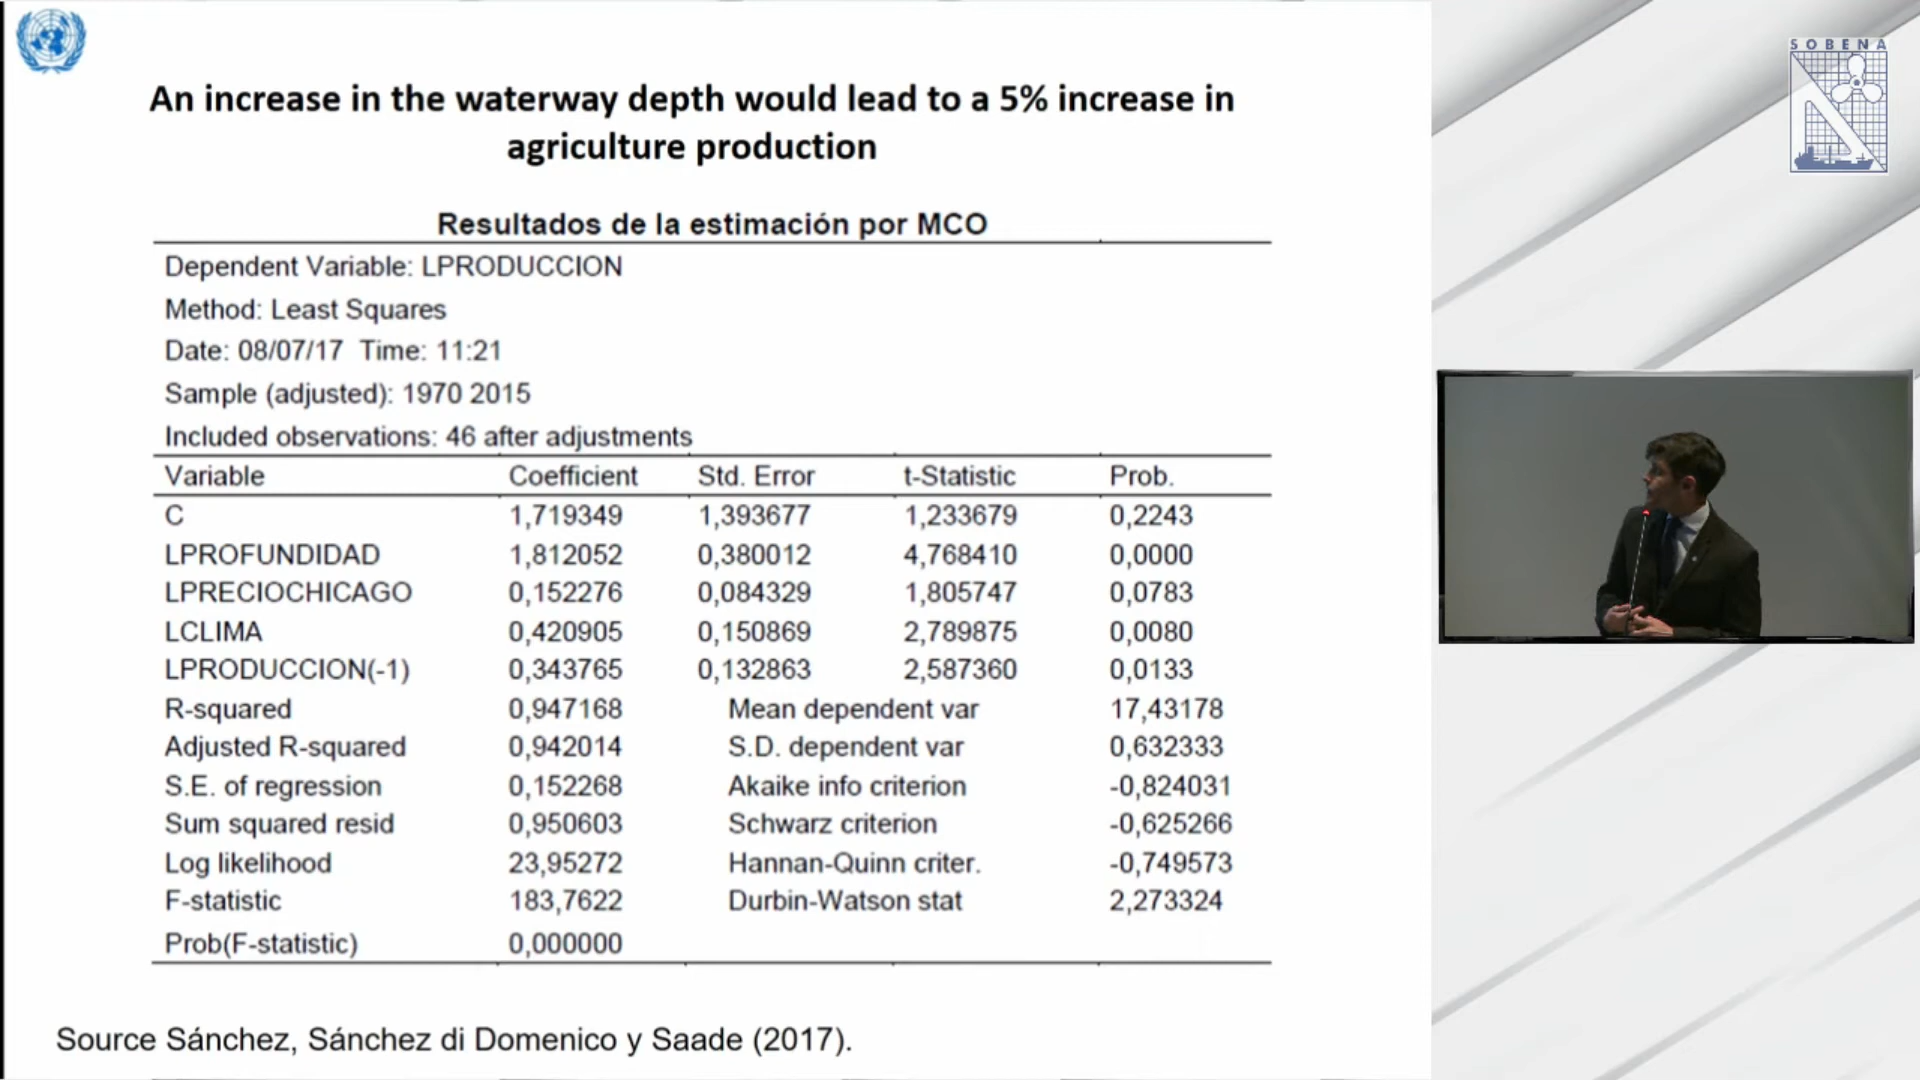 SOBENA
An increase in the waterway depth would lead to a 5% increase in
agriculture production
Resultados de la estimación por MCO
Dependent Variable: LPRODUCCION
Method: Least Squares
Date: 08/07/17 Time: 11:21
Sample (adjusted): 1970 2015
Included observations: 46 after adjustments
Variable Coefficient Std. Error t-Statistic Prob.
C 1,719349 1,393677 1,233679 0,2243
LPROFUNDIDAD 1,812052 0,380012 4,768410 0,0000
LPRECIOCHICAGO 0,152276 0,084329 1,805747 0,0783
LCLIMA 0,420905 0,150869 2,789875 0,0080
LPRODUCCION(-1) 0,343765 0,132863 2,587360 0,0133
R-squared 0,947168 Mean dependent var 17,43178
Adjusted R-squared 0,942014 S.D. dependent var 0,632333
S.E. of regression 0,152268 Akaike info criterion -0,824031
Sum squared resid 0,950603 Schwarz criterion -0,625266
Log likelihood 23,95272 Hannan-Quinn criter. -0,749573
F-statistic 183,7622 Durbin-Watson stat 2,273324
Prob(F-statistic) 0,000000
Source Sánchez, Sánchez di Domenico y Saade (2017).